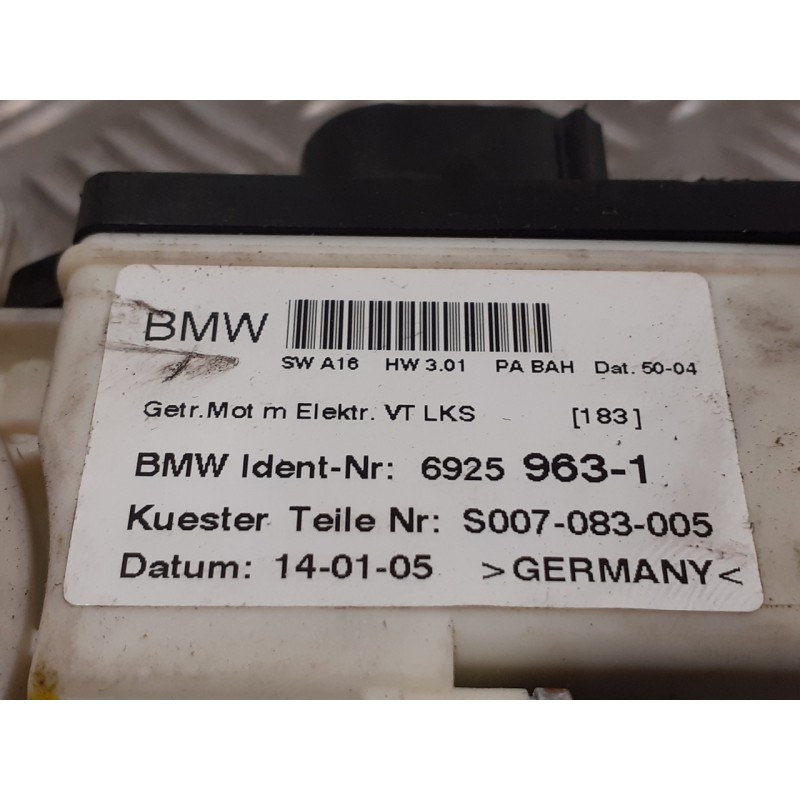 BMW
SW A16 HW 3.01 PA BAH Dat. 50-04
Getr.Mot m Elektr. VT LKS [183]
BMW Ident-Nr: 6925 963-1
Kuester Teile Nr: S007-083-005
Datum: 14-01-05 >GERMANY<